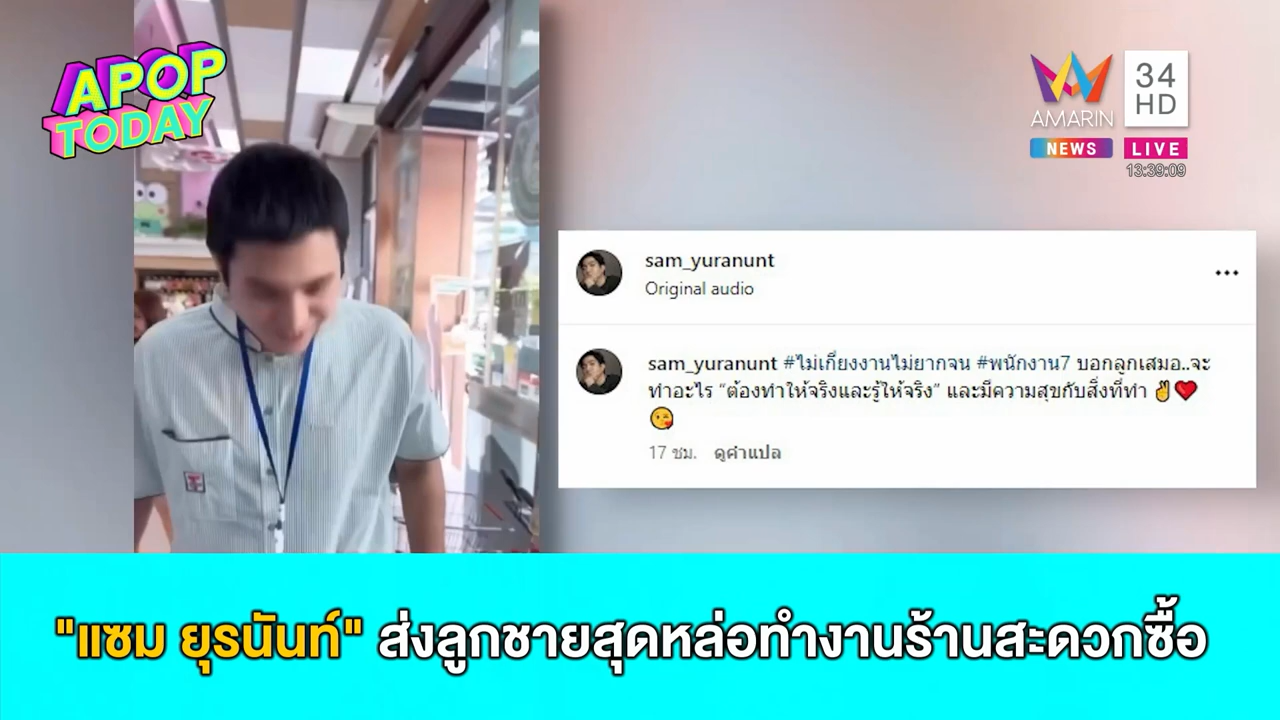 APOP
TODAY
AMARIN
34
HD
NEWS
LIVE
13:39:09
sam_yuranunt
Original audio
sam_yuranunt #ไม่เกี่ยงงานไม่ยากจน #พนักงาน7 บอกลูกเสมอ..จะ
ทำอะไร “ต้องทำให้จริงและรู้ให้จริง” และมีความสุขกับสิ่งที่ทำ ✌️❤️
😘
17 ชม. ดูคำแปล
"แซม ยุรนันท์" ส่งลูกชายสุดหล่อทำงานร้านสะดวกซื้อ